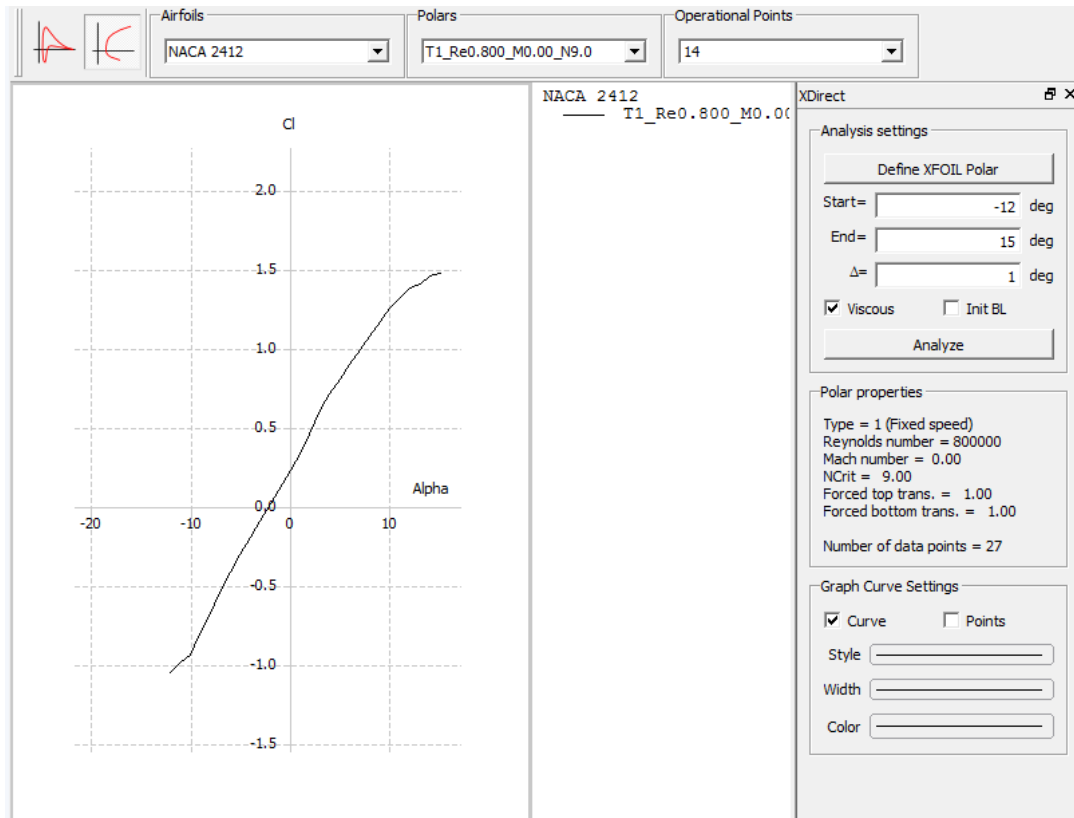 Airfoils
NACA 2412
Polars
T1_Re0.800_M0.00_N9.0
Operational Points
14
Cl
2.0
1.5
1.0
0.5
0.0
-0.5
-1.0
-1.5
-20
-10
0
10
Alpha
NACA 2412
T1_Re0.800_M0.00
XDirect
Analysis settings
Define XFOIL Polar
Start= -12 deg
End= 15 deg
Δ= 1 deg
Viscous
Init BL
Analyze
Polar properties
Type = 1 (Fixed speed)
Reynolds number = 800000
Mach number = 0.00
NCrit = 9.00
Forced top trans. = 1.00
Forced bottom trans. = 1.00
Number of data points = 27
Graph Curve Settings
Curve
Points
Style
Width
Color